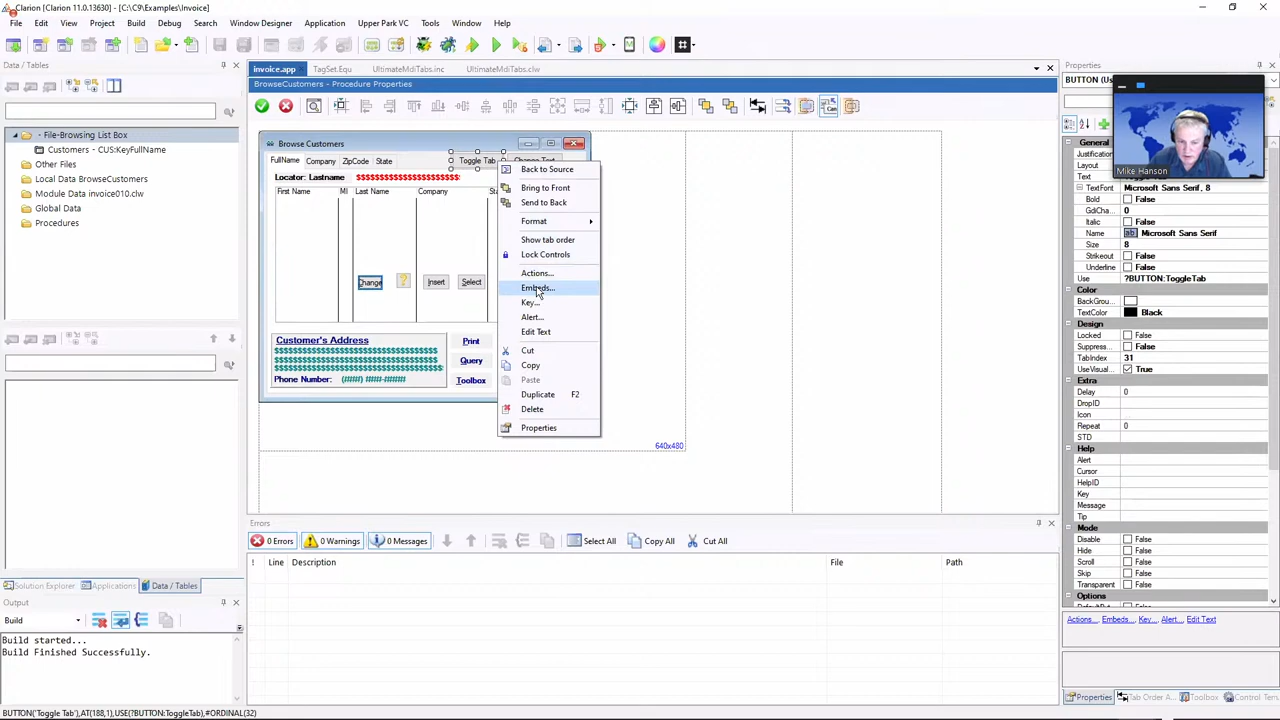 Clarion [Clarion 11.0.13630] - [C:\C9\Examples\Invoice]
File Edit View Project Build Debug Search Window Designer Application Upper Park VC Tools Window Help
Data / Tables
- File-Browsing List Box
Customers - CUS:KeyFullName
Other Files
Local Data BrowseCustomers
Module Data invoice010.clw
Global Data
Procedures
Solution Explorer Applications Data / Tables
Output
Build
Build started...
Build Finished Successfully.
invoice.app TagSet.Equ UltimateMdiTabs.inc UltimateMdiTabs.clw
BrowseCustomers - Procedure Properties
Browse Customers
FullName Company ZipCode State Toggle Tab Change Text
Locator: Lastname $$$$$$$$$$$$$$$$$$$$$
First Name MI Last Name Company
Change ? Insert Select
Customer's Address
$$$$$$$$$$$$$$$$$$$$$$$$$$$$$$
$$$$$$$$$$$$$$$$$$$$$$$$$$$$$$
$$$$$$$$$$$$$$$$$$$$$$$$$$$$$$
Phone Number: (###) ###-####
Print
Query
Toolbox
640x480
Back to Source
Bring to Front
Send to Back
Format
Show tab order
Lock Controls
Actions...
Embeds...
Key...
Alert...
Edit Text
Cut
Copy
Paste
Duplicate F2
Delete
Properties
Errors
0 Errors 0 Warnings 0 Messages Select All Copy All Cut All
! Line Description File Path
Properties
BUTTON
Mike Hanson
General
Justification
Layout
Text
TextFont Microsoft Sans Serif, 8
Bold False
GdiCha... 0
Italic False
Name ab Microsoft Sans Serif
Size 8
Strikeout False
Underline False
Use ?BUTTON:ToggleTab
Color
BackGrou...
TextColor Black
Design
Locked False
Suppress... False
TabIndex 31
UseVisual... True
Extra
Delay 0
DropID
Icon
Repeat 0
STD
Help
Alert
Cursor
HelpID
Key
Message
Tip
Mode
Disable False
Hide False
Scroll False
Skip False
Transparent False
Options
Actions..., Embeds..., Key..., Alert..., Edit Text
Properties Tab Order A... Toolbox Control Tem
BUTTON('Toggle Tab'),AT(188,1),USE(?BUTTON:ToggleTab),#ORDINAL(32)